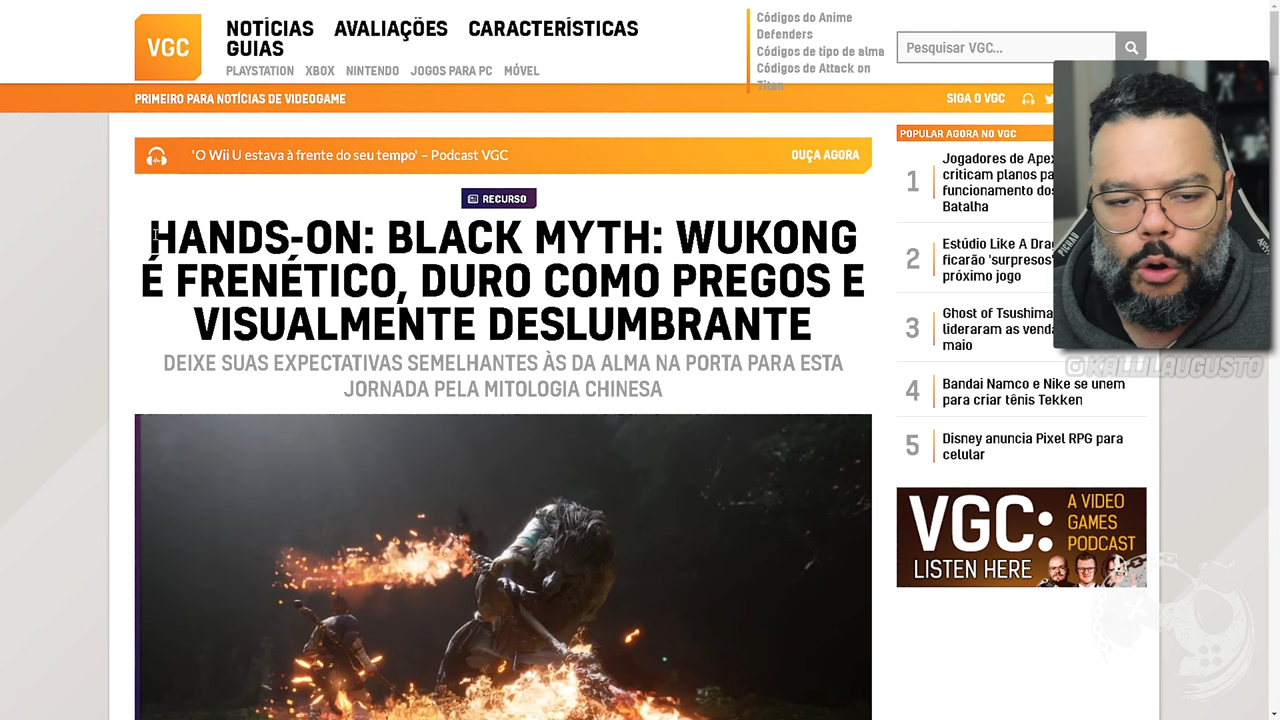 VGC
NOTÍCIAS AVALIAÇÕES CARACTERÍSTICAS
GUIAS
PLAYSTATION XBOX NINTENDO JOGOS PARA PC MÓVEL
Códigos do Anime
Defenders
Códigos de tipo de alma
Códigos de Attack on
Titan
Pesquisar VGC...
PRIMEIRO PARA NOTÍCIAS DE VIDEOGAME
SIGA O VGC
'O Wii U estava à frente do seu tempo' – Podcast VGC
OUÇA AGORA
RECURSO
HANDS-ON: BLACK MYTH: WUKONG
É FRENÉTICO, DURO COMO PREGOS E
VISUALMENTE DESLUMBRANTE
DEIXE SUAS EXPECTATIVAS SEMELHANTES ÀS DA ALMA NA PORTA PARA ESTA
JORNADA PELA MITOLOGIA CHINESA
POPULAR AGORA NO VGC
1
Jogadores de Apex
criticam planos
funcionamento dos
Batalha
2
Estúdio Like A
ficarão 'surpresos'
próximo jogo
3
Ghost of Tsushima
lideraram as
maio
4
Bandai Namco e Nike se unem
para criar tênis Tekken
5
Disney anuncia Pixel RPG para
celular
VGC:
A VIDEO
GAMES
PODCAST
LISTEN HERE
PICHAU
KALLILAUGUSTO